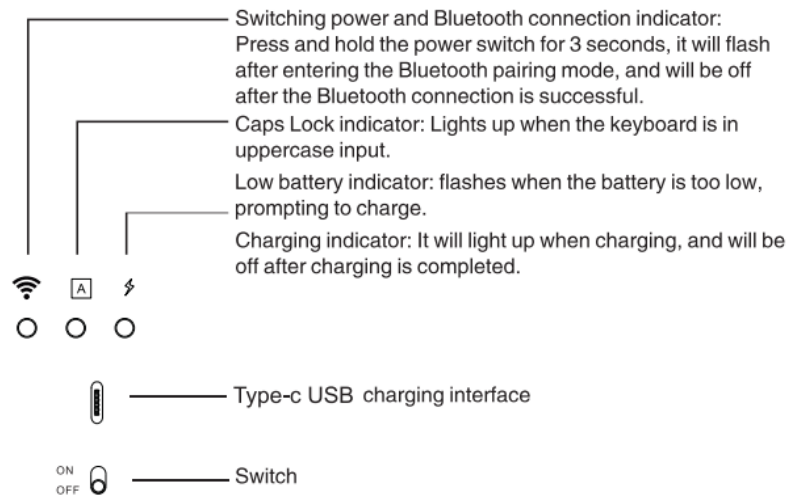 Switching power and Bluetooth connection indicator:
Press and hold the power switch for 3 seconds, it will flash
after entering the Bluetooth pairing mode, and will be off
after the Bluetooth connection is successful.
Caps Lock indicator: Lights up when the keyboard is in
uppercase input.
Low battery indicator: flashes when the battery is too low,
prompting to charge.
Charging indicator: It will light up when charging, and will be
off after charging is completed.
A
Type-c USB charging interface
ON
OFF
Switch